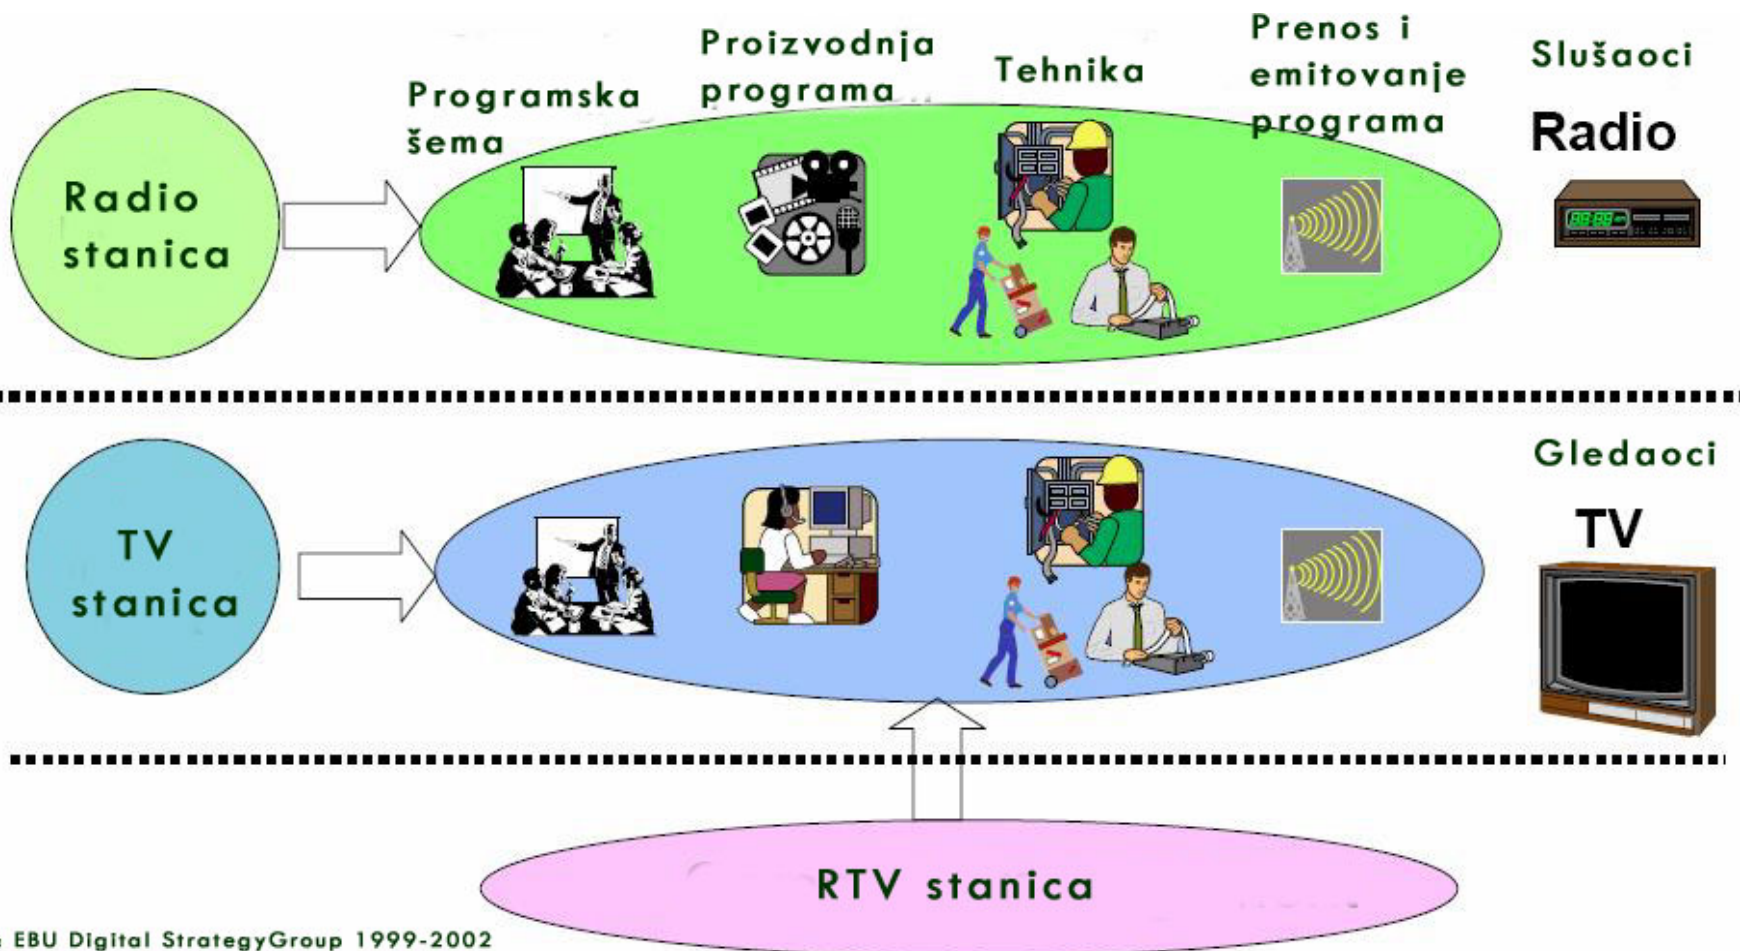 Programska
šema
Proizvodnja
programa
Tehnika
Prenos i
emitovanje
programa
Slušaoci
Radio
Radio
stanica
Gledaoci
TV
TV
stanica
RTV stanica
EBU Digital StrategyGroup 1999-2002